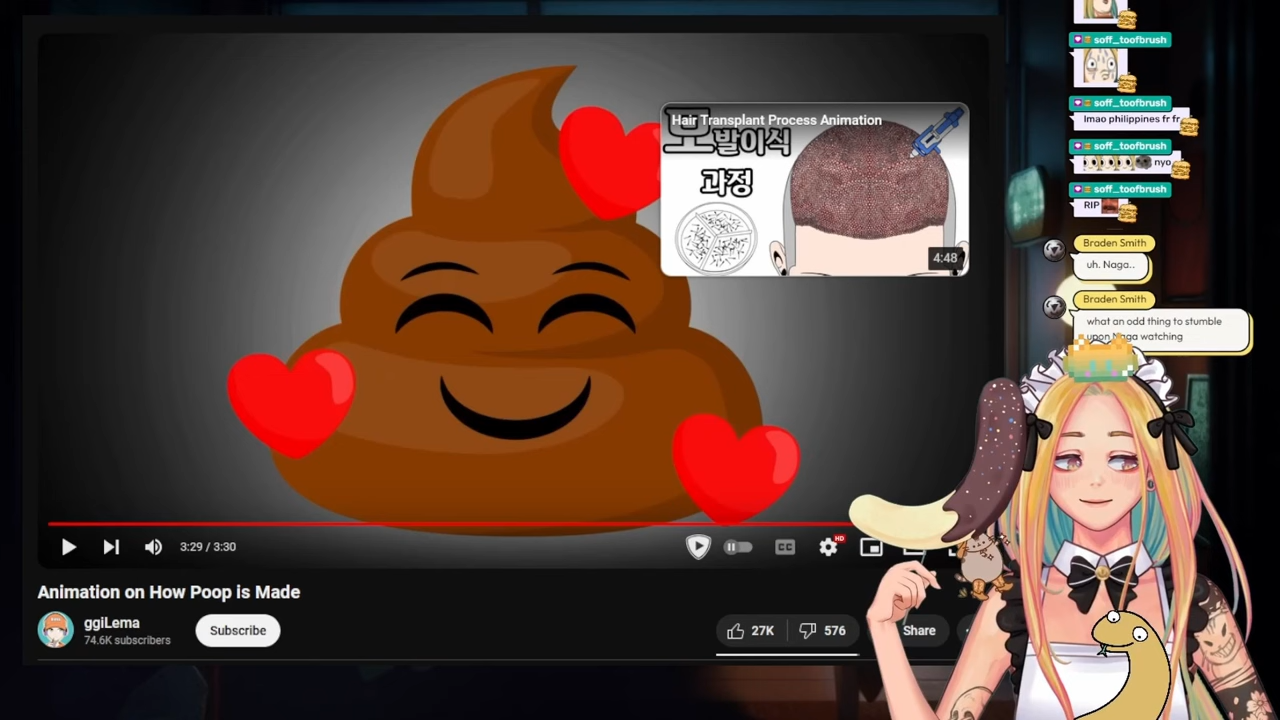 Hair Transplant Process Animation
모발이식
과정
4:48
3:29 / 3:30
CC
HD
Animation on How Poop is Made
ggiLema
74.6K subscribers
Subscribe
27K
576
Share
soff_toofbrush
soff_toofbrush
lmao philippines fr fr
soff_toofbrush
nyo
soff_toofbrush
RIP
Braden Smith
uh. Naga..
Braden Smith
what an odd thing to stumble
upon Naga watching